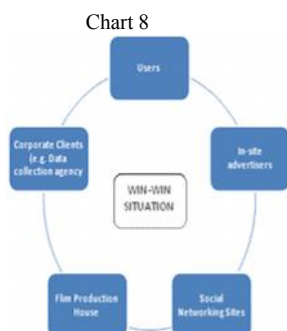 Chart 8
Users
In-site
advertisers
Social
Networking Sites
Flim Production
House
Corporate Clients
(e.g. Data
collection agency
WIN-WIN
SITUATION